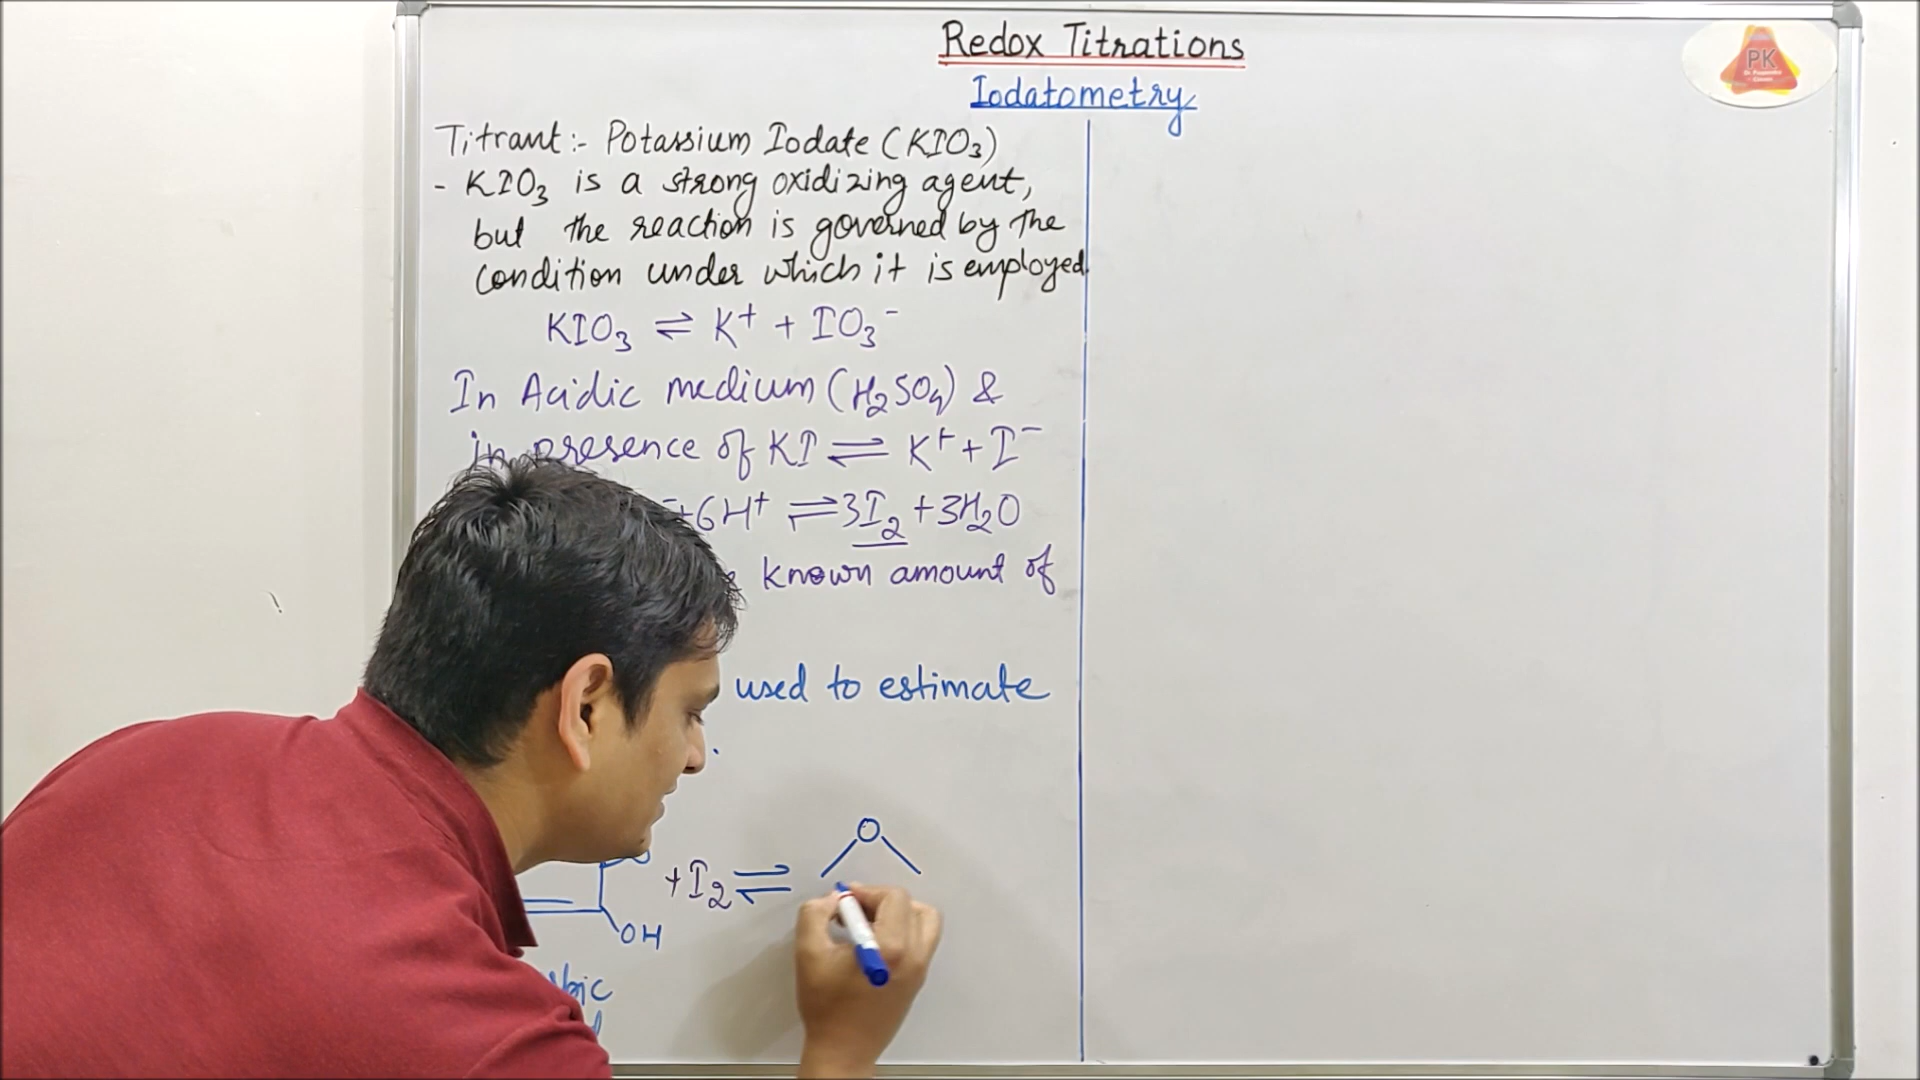 Redox Titrations
Iodatometry
PK
Titrant:- Potassium Iodate (KIO₃)
- KIO₃ is a strong oxidizing agent,
but the reaction is governed by the
condition under which it is employed.
KIO₃ ⇌ K⁺ + IO₃⁻
In Acidic medium (H₂SO₄) &
in presence of KI ⇌ K⁺ + I⁻
⁻ +6H⁺ ⇌ 3I₂ +3H₂O
known amount of
used to estimate
O
+I₂ ⇌
OH